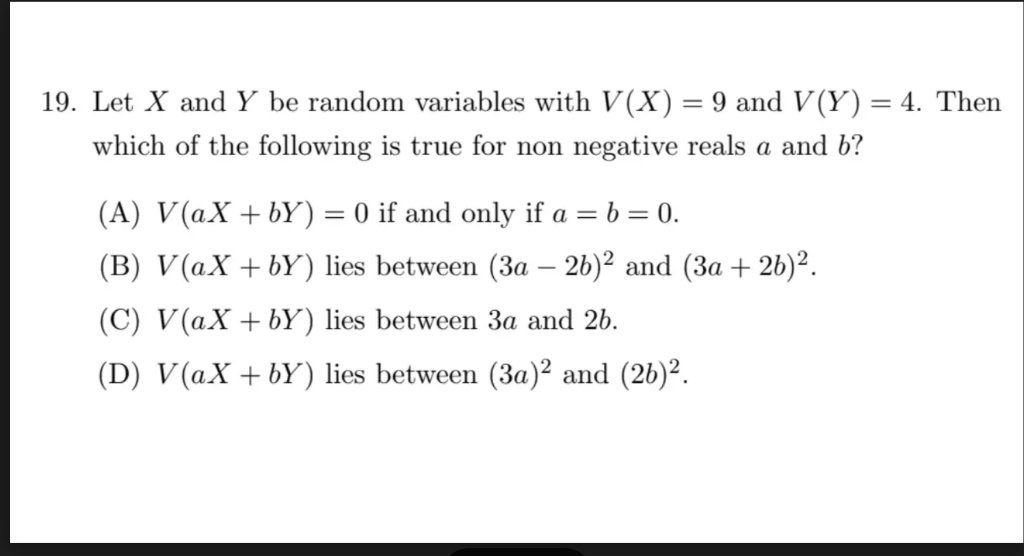 19. Let X and Y be random variables with V(X) = 9 and V(Y) = 4. Then
which of the following is true for non negative reals a and b?
(A) V(aX + bY) = 0 if and only if a = b = 0.
(B) V(aX + bY) lies between (3a − 2b)² and (3a + 2b)².
(C) V(aX + bY) lies between 3a and 2b.
(D) V(aX + bY) lies between (3a)² and (2b)².